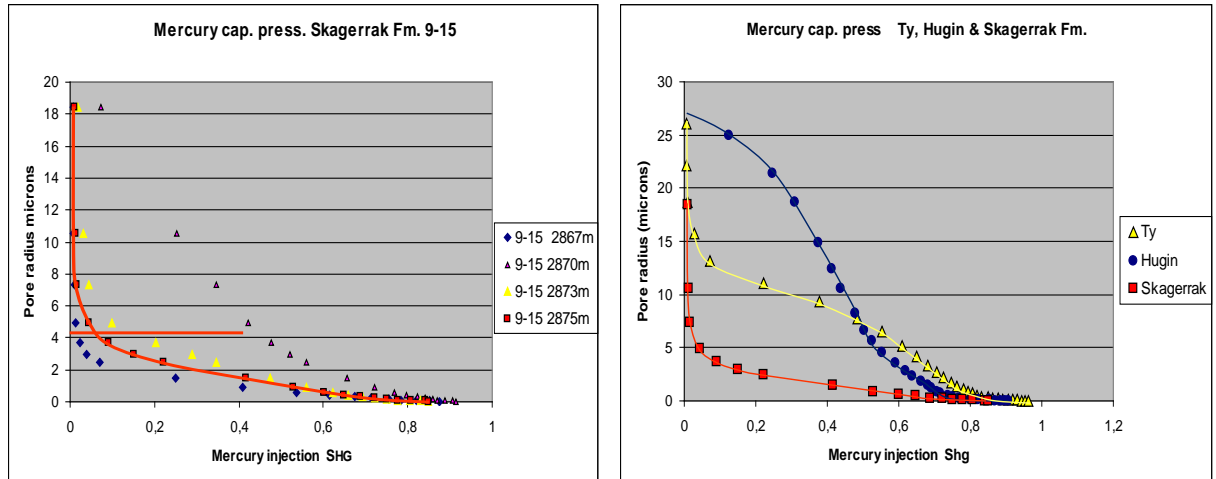 Mercury cap. press. Skagerrak Fm. 9-15
20
18
16
14
12
10
8
6
4
2
0
0
0,2
0,4
0,6
0,8
1
Pore radius microns
Mercury injection SHG
9-15 2867m
9-15 2870m
9-15 2873m
9-15 2875m
Mercury cap. press Ty, Hugin & Skagerrak Fm.
30
25
20
15
10
5
0
0
0,2
0,4
0,6
0,8
1
1,2
Pore radius (microns)
Mercury injection Shg
Ty
Hugin
Skagerrak